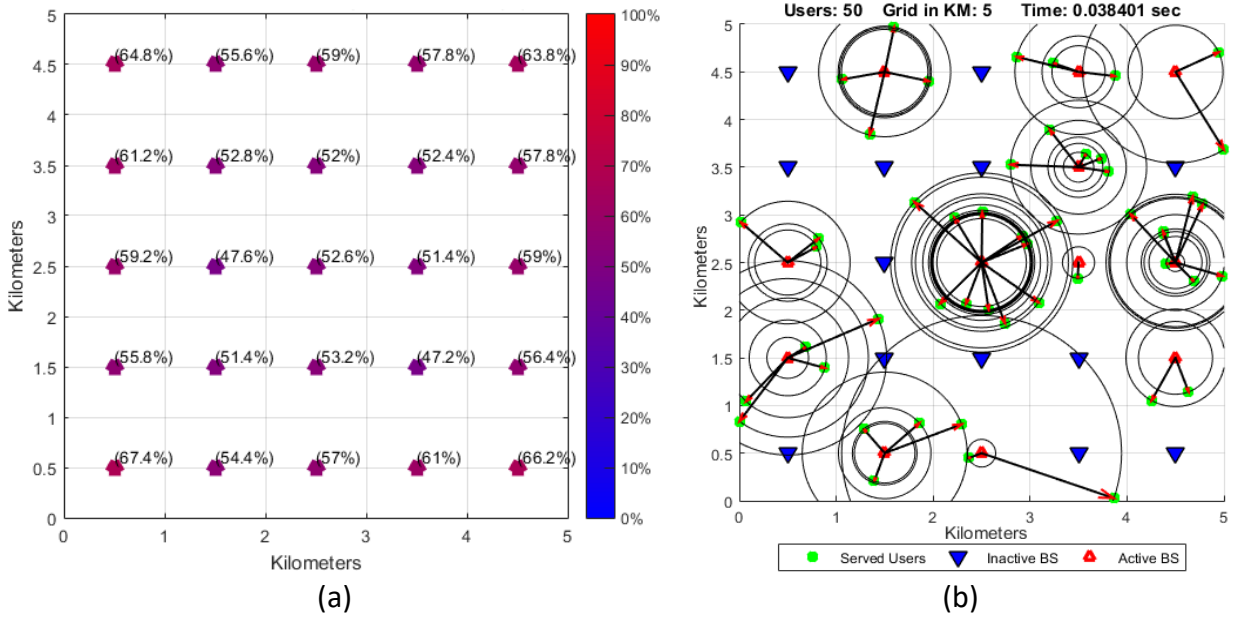 Users: 50 Grid in KM: 5 Time: 0.038401 sec
5
4.5
4
3.5
3
2.5
2
1.5
1
0.5
0
Kilometers
(64.8%) (55.6%) (59%) (57.8%) (63.8%)
(61.2%) (52.8%) (52%) (52.4%) (57.8%)
(59.2%) (47.6%) (52.6%) (51.4%) (59%)
(55.8%) (51.4%) (53.2%) (47.2%) (56.4%)
(67.4%) (54.4%) (57%) (61%) (66.2%)
0 1 2 3 4 5
Kilometers
100%
90%
80%
70%
60%
50%
40%
30%
20%
10%
0%
(a)
5
4.5
4
3.5
3
2.5
2
1.5
1
0.5
0
Kilometers
0 1 2 3 4 5
Kilometers
Served Users Inactive BS Active BS
(b)